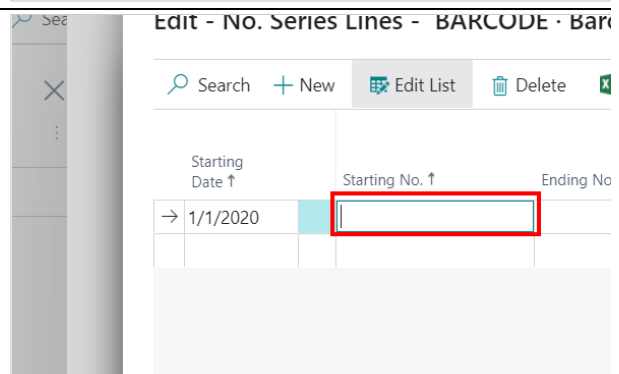 Sea
Edit - No. Series Lines - BARCODE · Barc
Search + New Edit List Delete
Starting
Date ↑ Starting No. ↑ Ending No
→ 1/1/2020